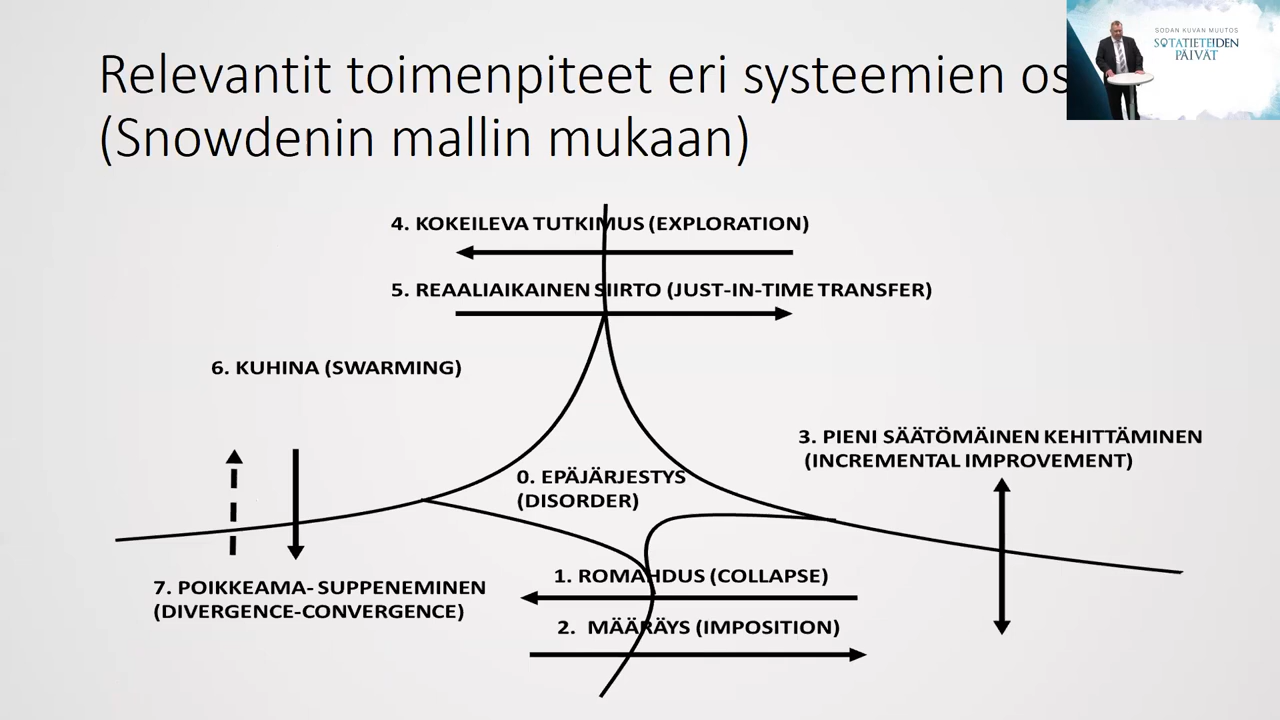 Relevantit toimenpiteet eri systeemien os
(Snowdenin mallin mukaan)
SODAN KUVAN MUUTOS
SOTATIETEIDEN
PÄIVÄT
4. KOKEILEVA TUTKIMUS (EXPLORATION)
5. REAALIAIKAINEN SIIRTO (JUST-IN-TIME TRANSFER)
6. KUHINA (SWARMING)
3. PIENI SÄÄTÖMÄINEN KEHITTÄMINEN
(INCREMENTAL IMPROVEMENT)
0. EPÄJÄRJESTYS
(DISORDER)
7. POIKKEAMA- SUPPENEMINEN
(DIVERGENCE-CONVERGENCE)
1. ROMAHDUS (COLLAPSE)
2. MÄÄRÄYS (IMPOSITION)